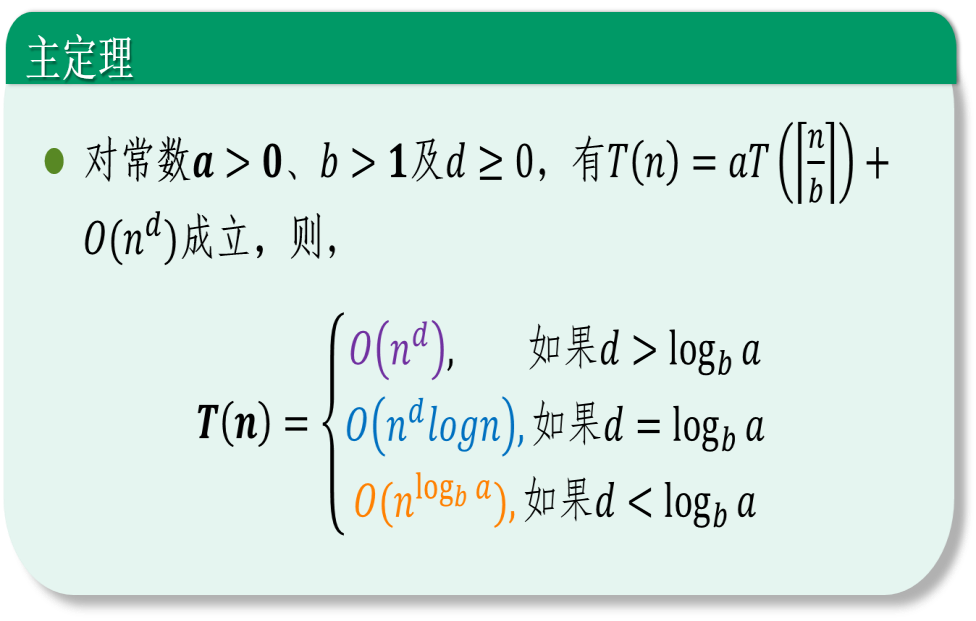 主定理
● 对常数a > 0、b > 1及d ≥ 0，有T(n) = aT(⌈n/b⌉) +
O(n^d)成立，则，
T(n) = { O(n^d), 如果d > log_b a
O(n^d logn), 如果d = log_b a
O(n^{log_b a}), 如果d < log_b a